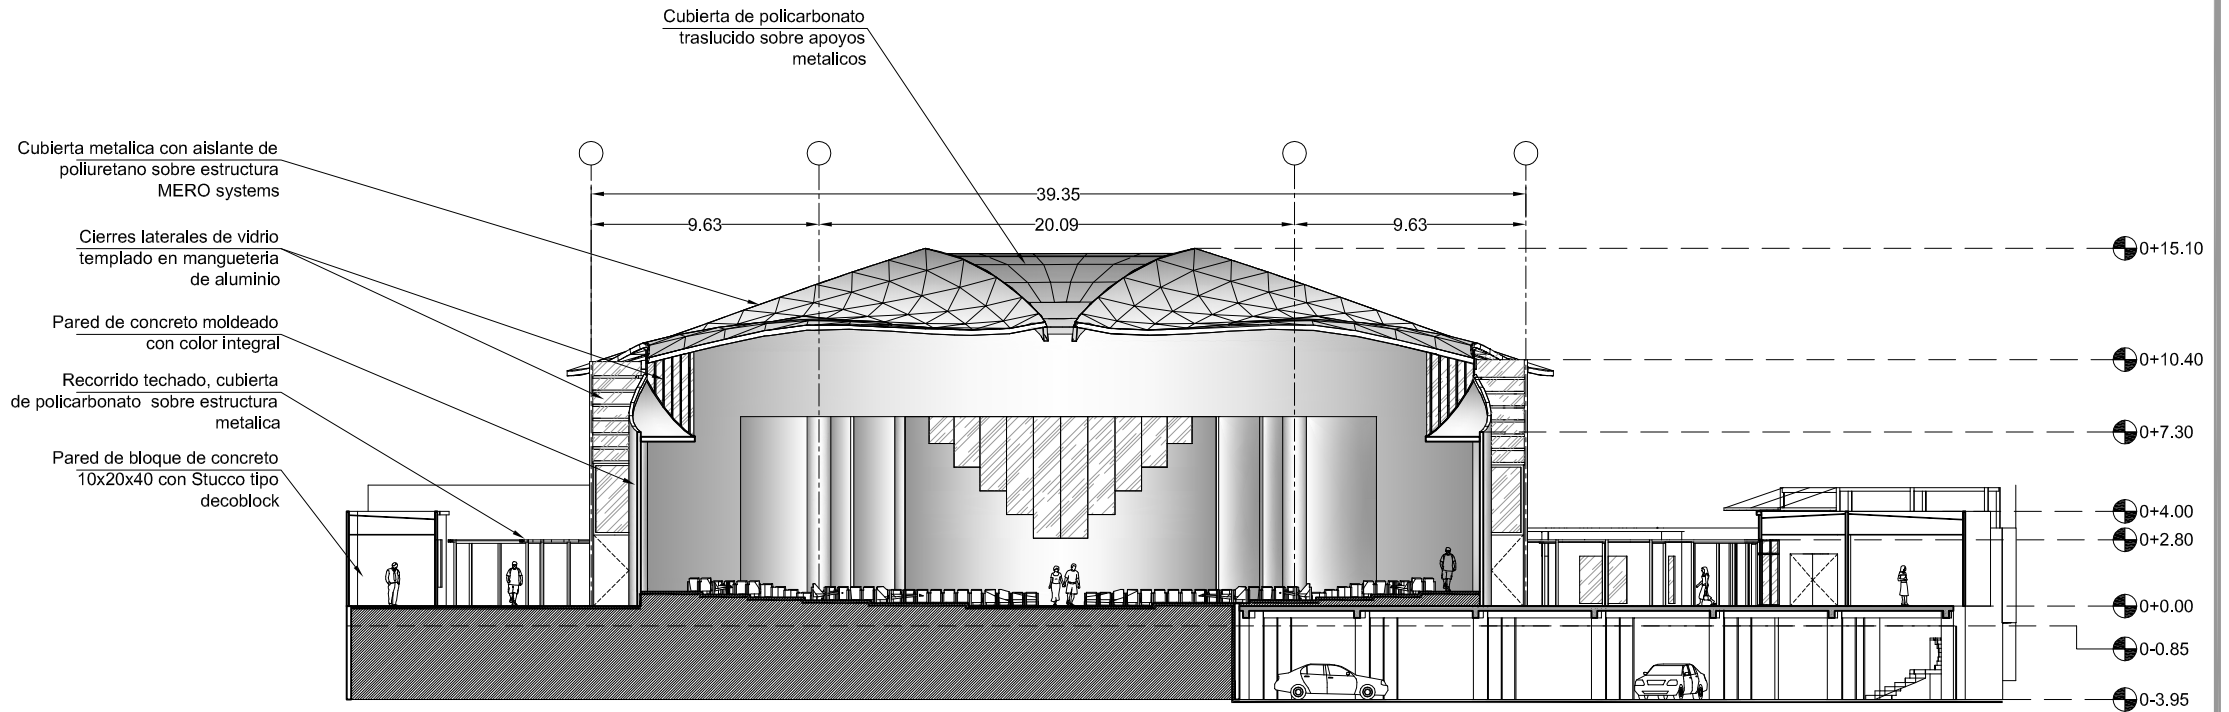 Cubierta de policarbonato
traslucido sobre apoyos
metalicos
Cubierta metalica con aislante de
poliuretano sobre estructura
MERO systems
Cierres laterales de vidrio
templado en mangueteria
de aluminio
Pared de concreto moldeado
con color integral
Recorrido techado, cubierta
de policarbonato sobre estructura
metalica
Pared de bloque de concreto
10x20x40 con Stucco tipo
decoblock
39.35
9.63
20.09
9.63
0+15.10
0+10.40
0+7.30
0+4.00
0+2.80
0+0.00
0-0.85
0-3.95